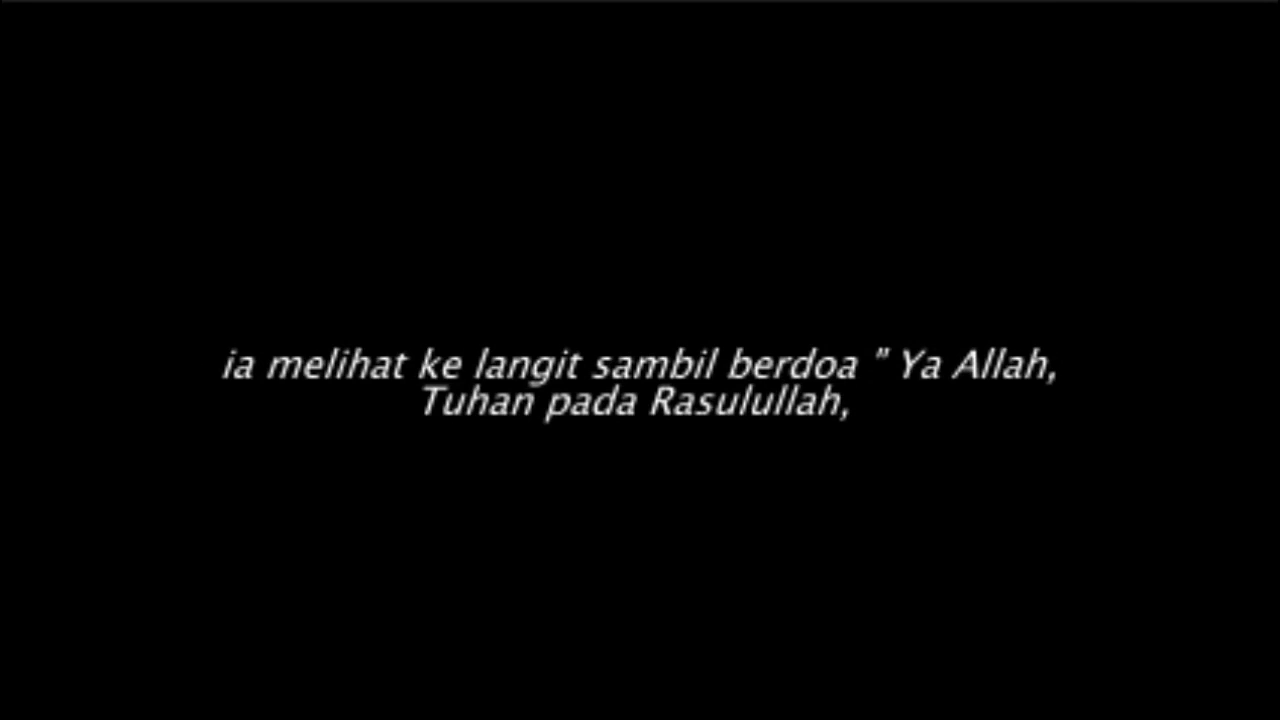 ia melihat ke langit sambil berdoa " Ya Allah,
Tuhan pada Rasulullah,